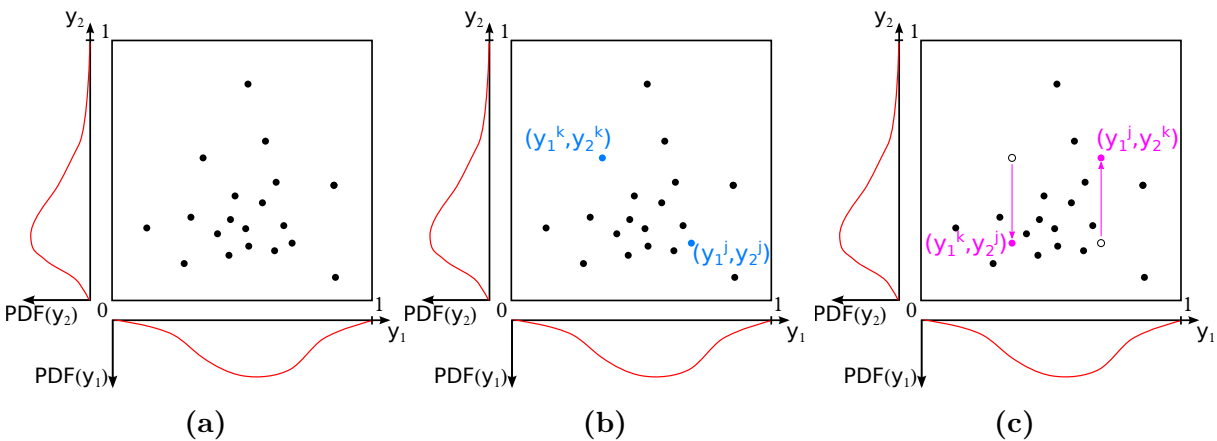 y₂
1
0
1
PDF(y₂)
y₁
PDF(y₁)
(a)
y₂
1
(y₁ᵏ,y₂ᵏ)
(y₁ʲ,y₂ʲ)
0
1
PDF(y₂)
y₁
PDF(y₁)
(b)
y₂
1
(y₁ʲ,y₂ᵏ)
(y₁ᵏ,y₂ʲ)
0
1
PDF(y₂)
y₁
PDF(y₁)
(c)